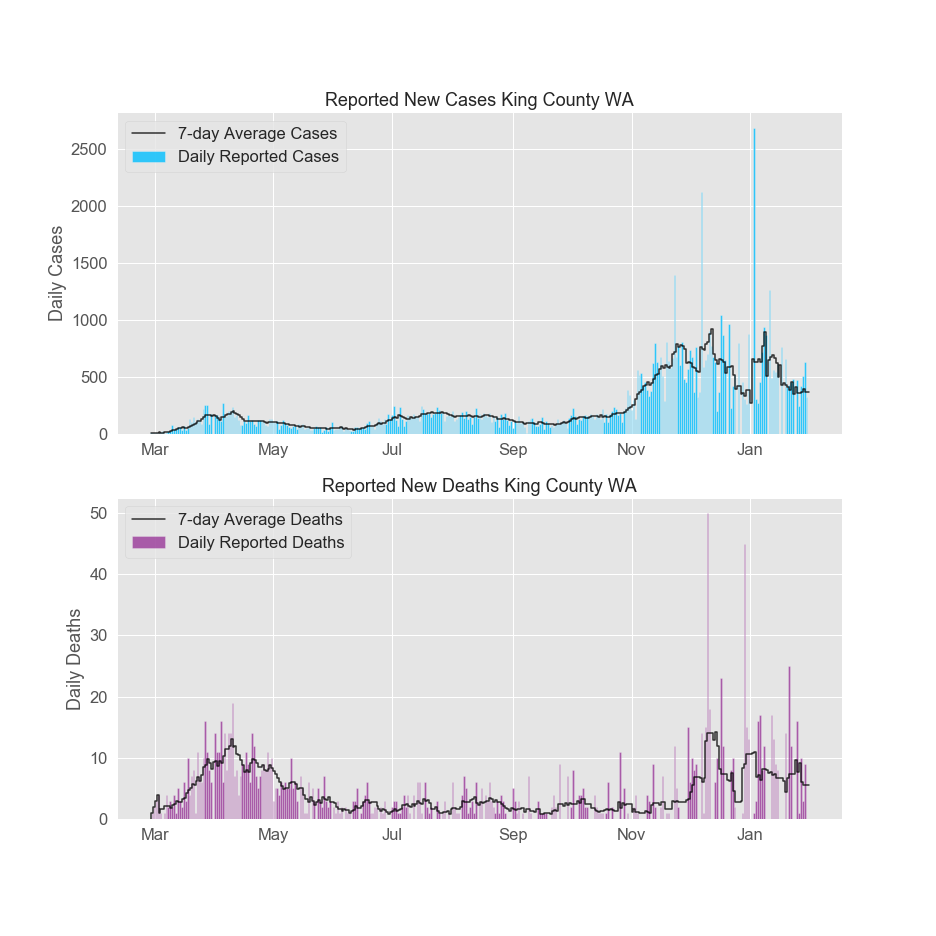 Reported New Cases King County WA
7-day Average Cases
Daily Reported Cases
Daily Cases
2500
2000
1500
1000
500
0
Mar May Jul Sep Nov Jan
Reported New Deaths King County WA
7-day Average Deaths
Daily Reported Deaths
Daily Deaths
50
40
30
20
10
0
Mar May Jul Sep Nov Jan